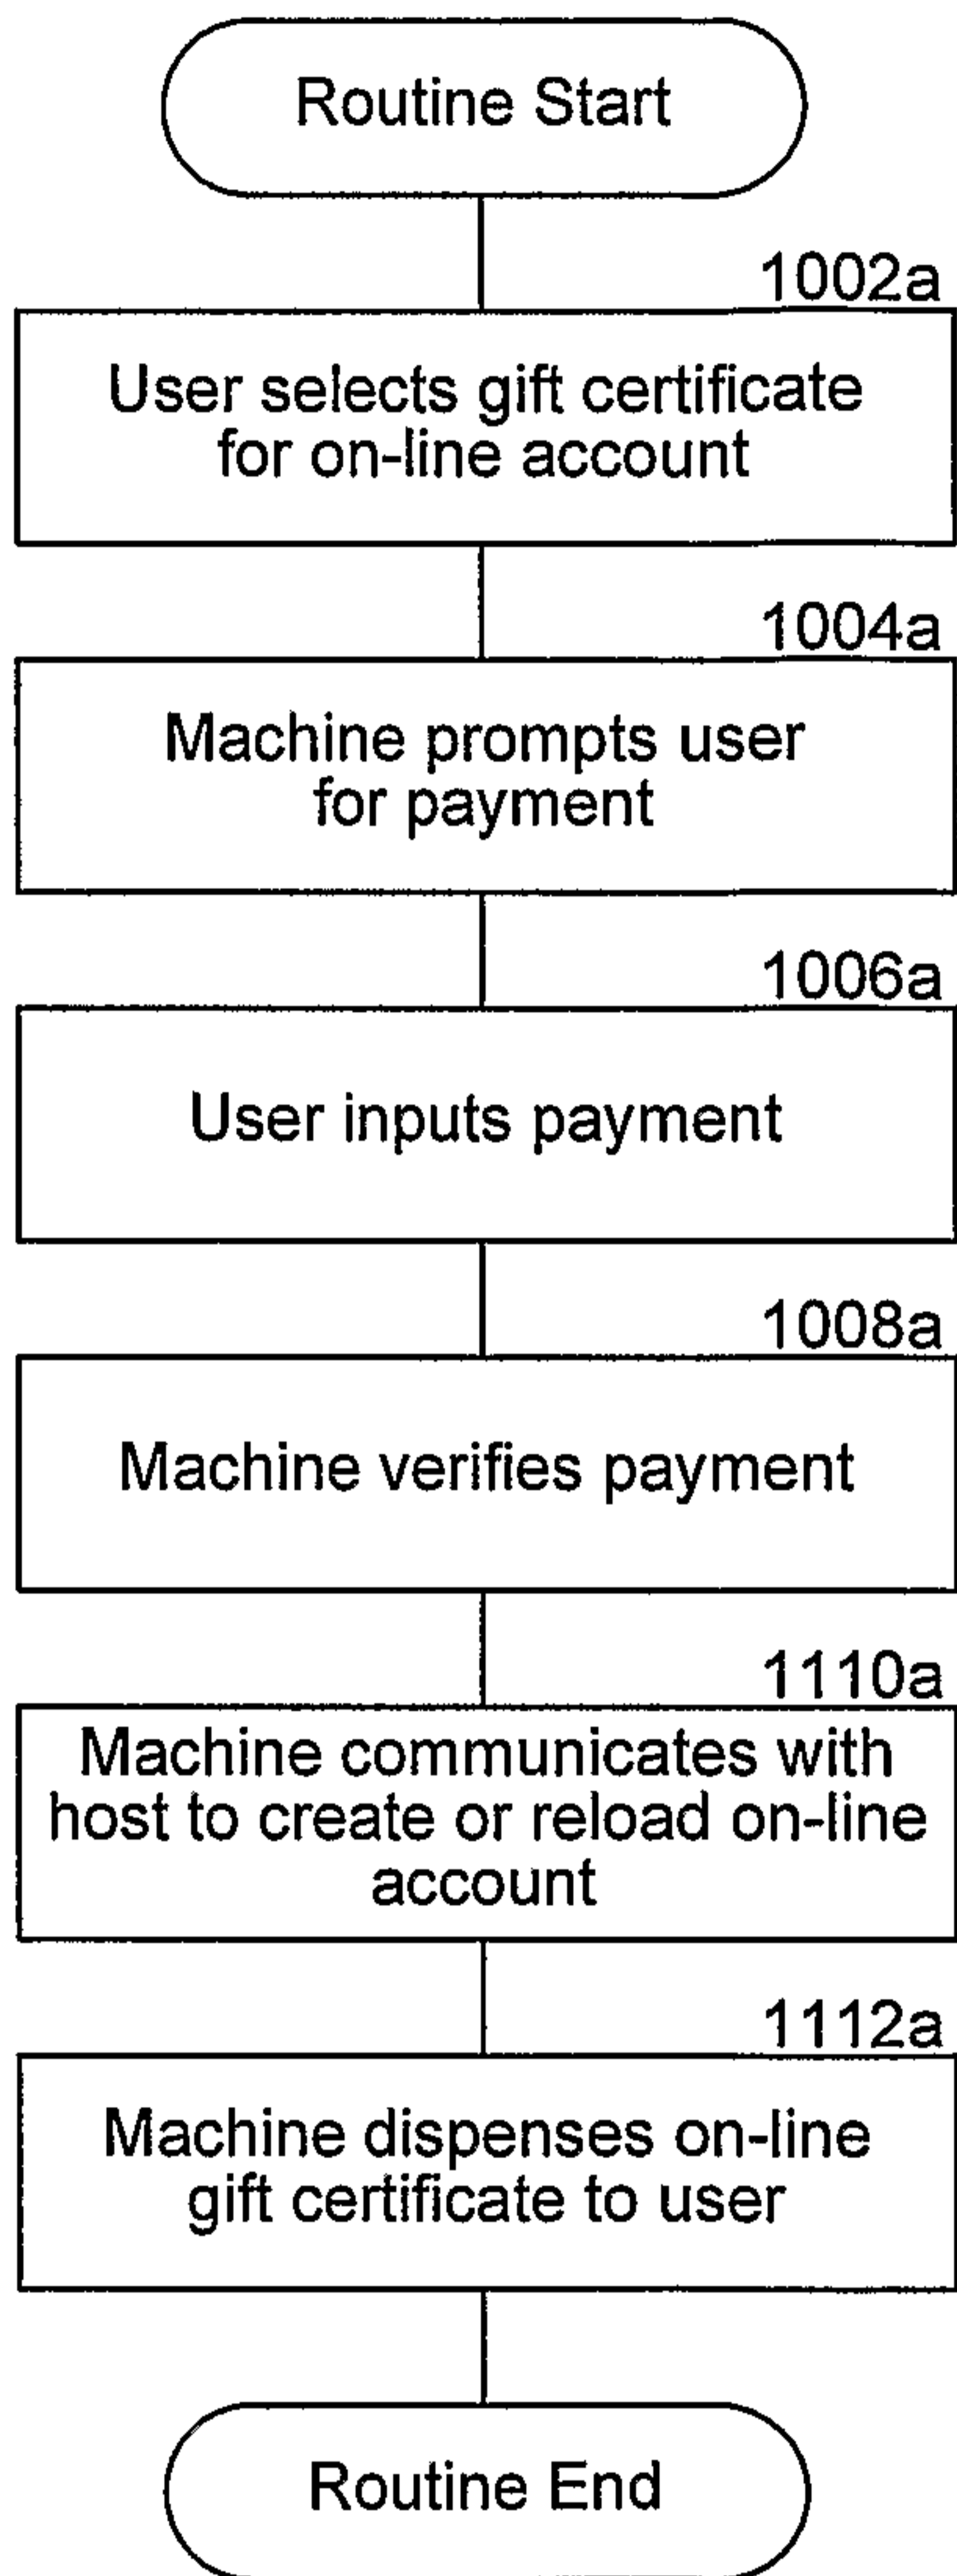 Routine Start
1002a
User selects gift certificate
for on-line account
1004a
Machine prompts user
for payment
1006a
User inputs payment
1008a
Machine verifies payment
1110a
Machine communicates with
host to create or reload on-line
account
1112a
Machine dispenses on-line
gift certificate to user
Routine End